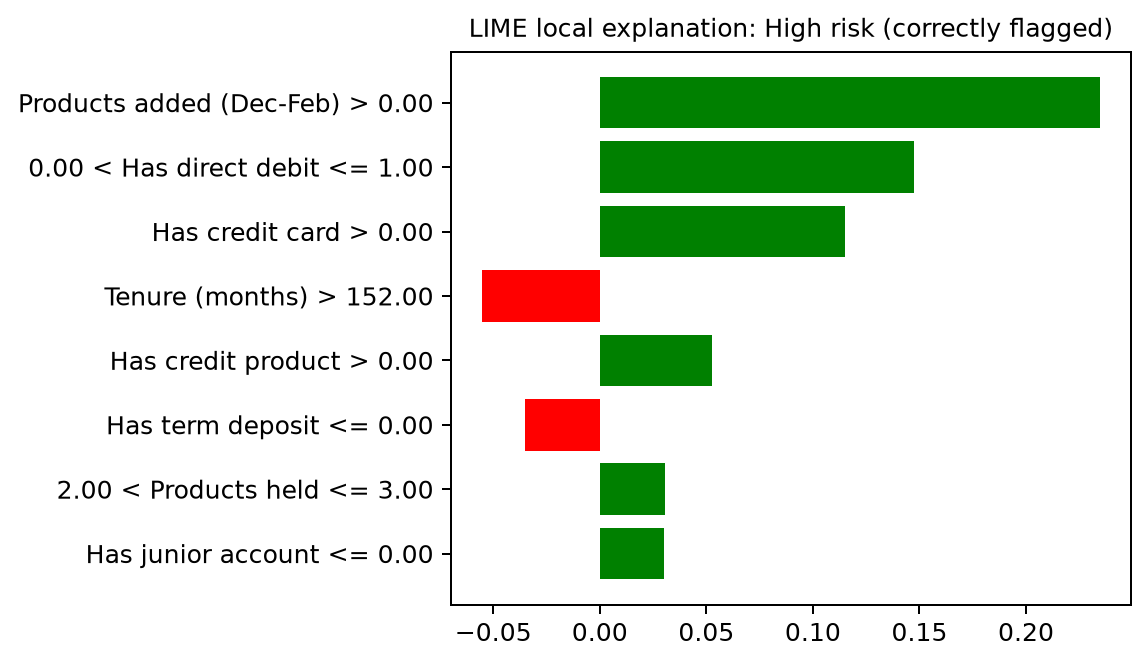 LIME local explanation: High risk (correctly flagged)
Products added (Dec-Feb) > 0.00
0.00 < Has direct debit <= 1.00
Has credit card > 0.00
Tenure (months) > 152.00
Has credit product > 0.00
Has term deposit <= 0.00
2.00 < Products held <= 3.00
Has junior account <= 0.00
−0.05 0.00 0.05 0.10 0.15 0.20